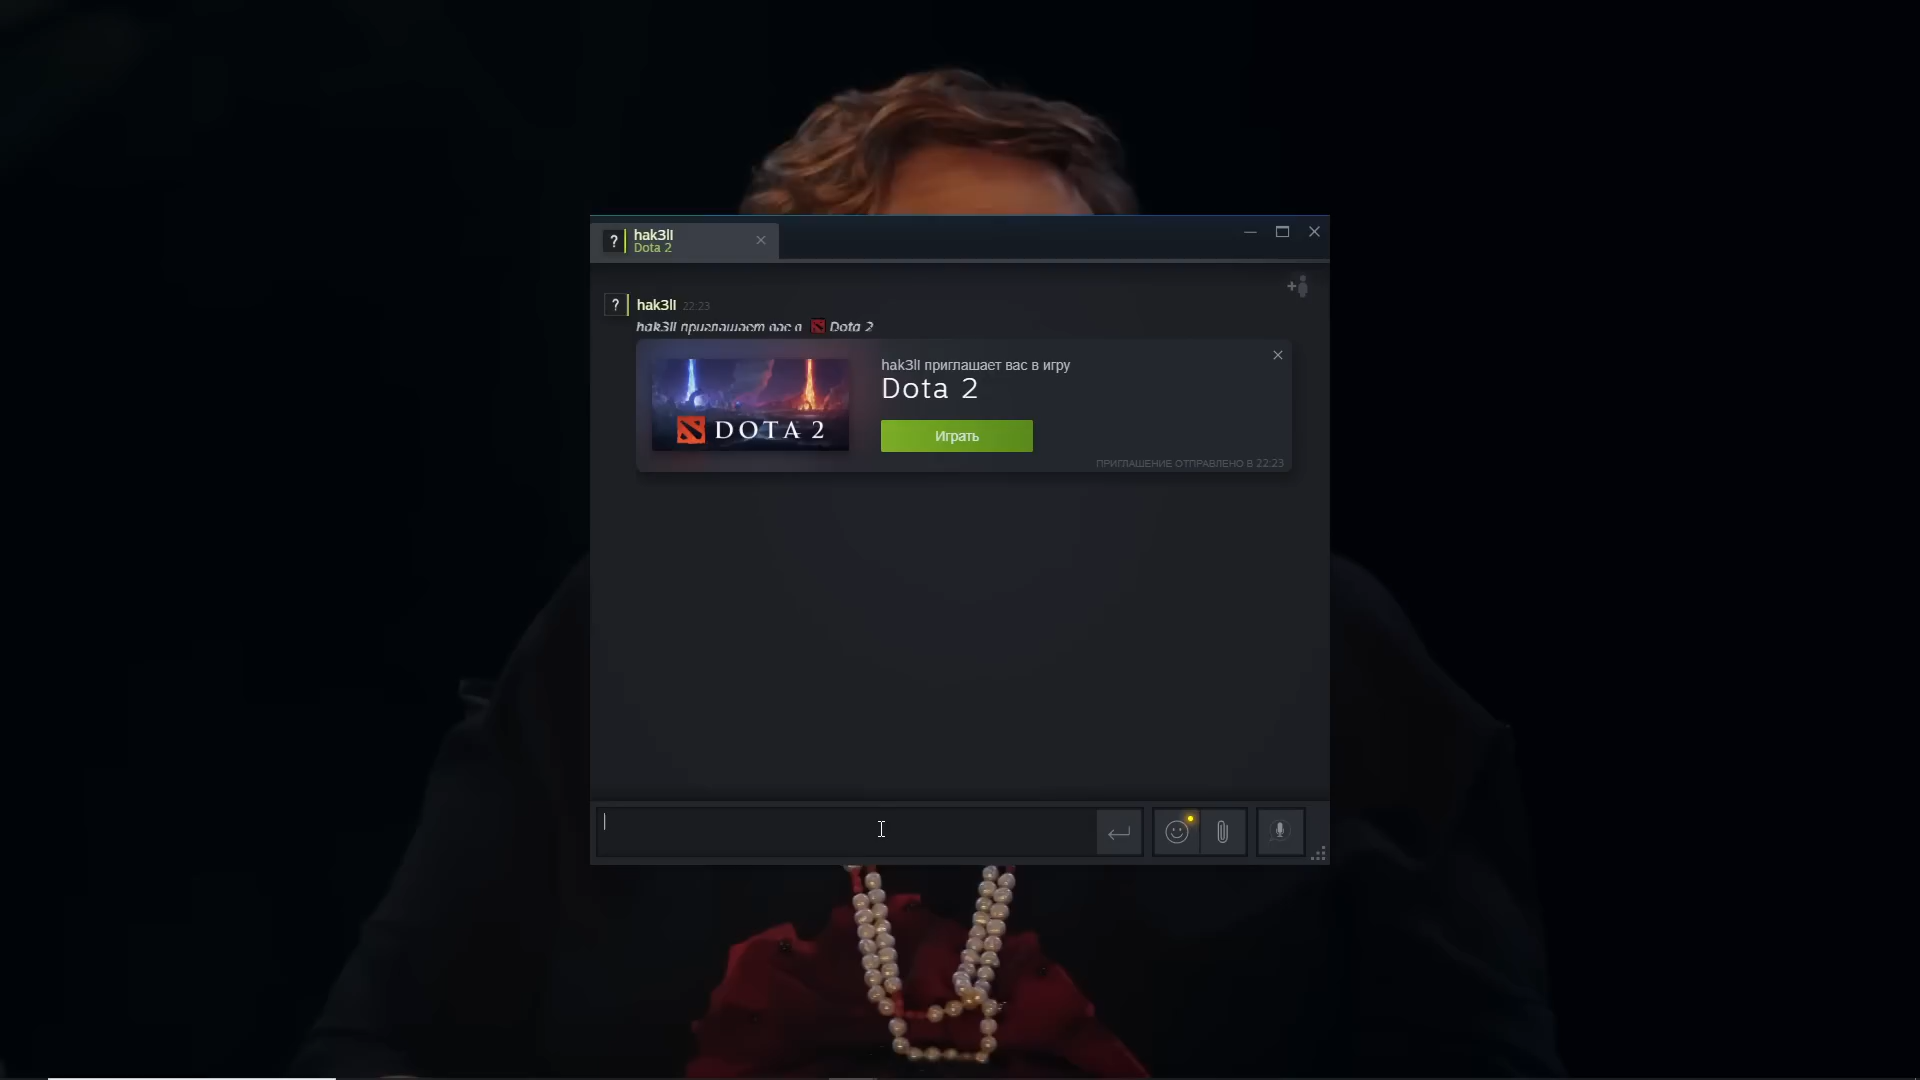 hak3ll
Dota 2
?
? hak3ll 22:23
hak3ll приглашает вас в Dota 2
hak3ll приглашает вас в игру
Dota 2
DOTA 2
Играть
ПРИГЛАШЕНИЕ ОТПРАВЛЕНО В 22:23